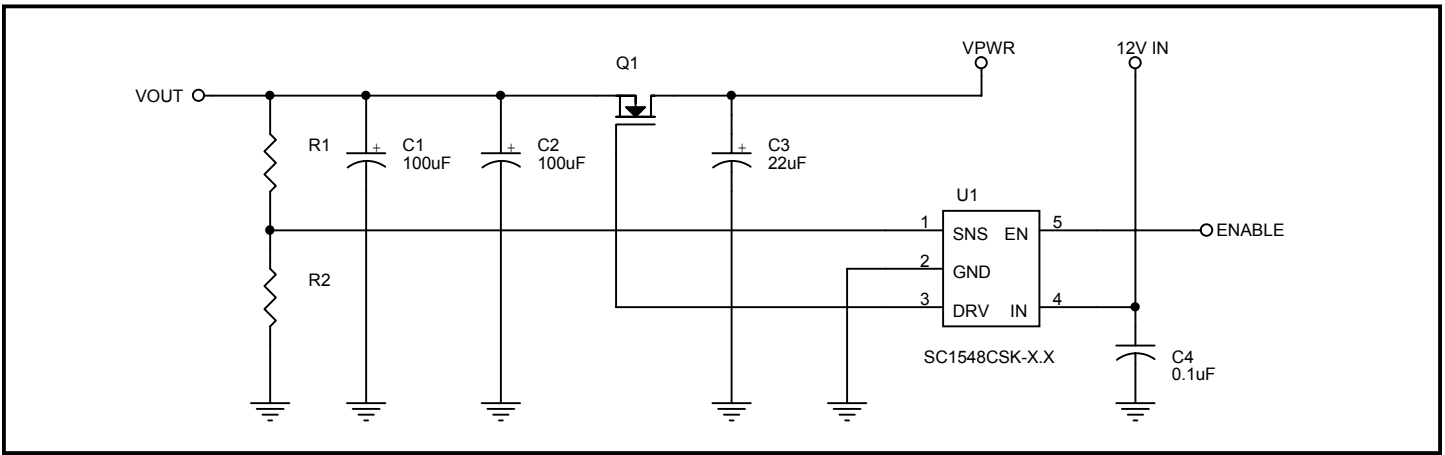 VPWR
12V IN
Q1
VOUT
R1
+
C1
100uF
+
C2
100uF
+
C3
22uF
U1
1
SNS
EN
5
ENABLE
2
GND
R2
3
DRV
IN
4
SC1548CSK-X.X
C4
0.1uF